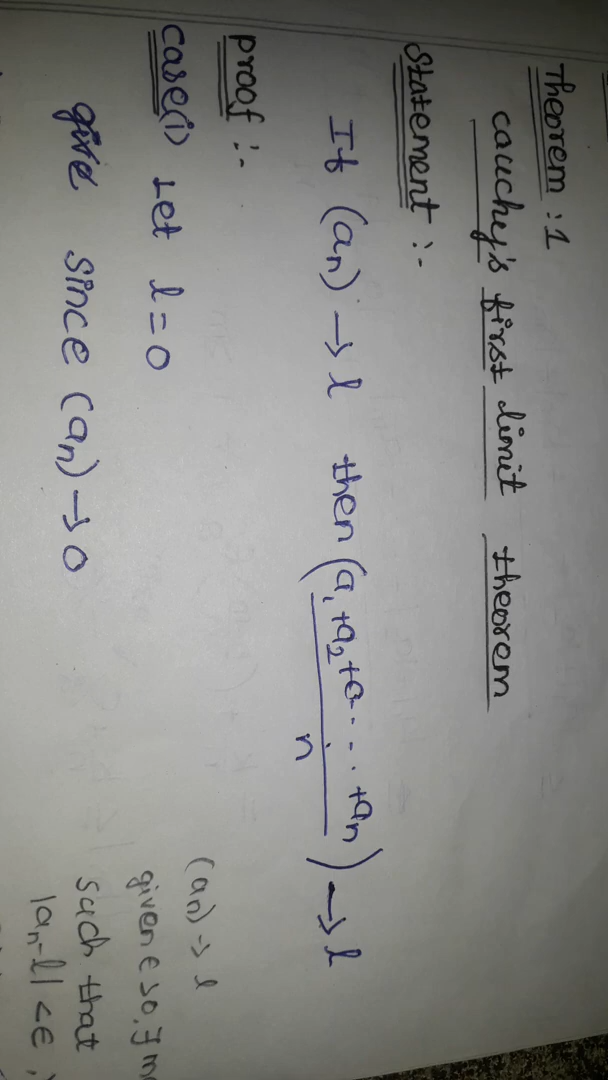 Theorem : 1
cauchy's first limit theorem
Statement :-
If (aₙ) → l then (a₁+a₂+a....+aₙ / n) → l
proof :-
case(i) Let l = 0
give since (aₙ) → 0
(aₙ) → l
given ε > 0, ∃ m
such that
|aₙ-l| < ε,